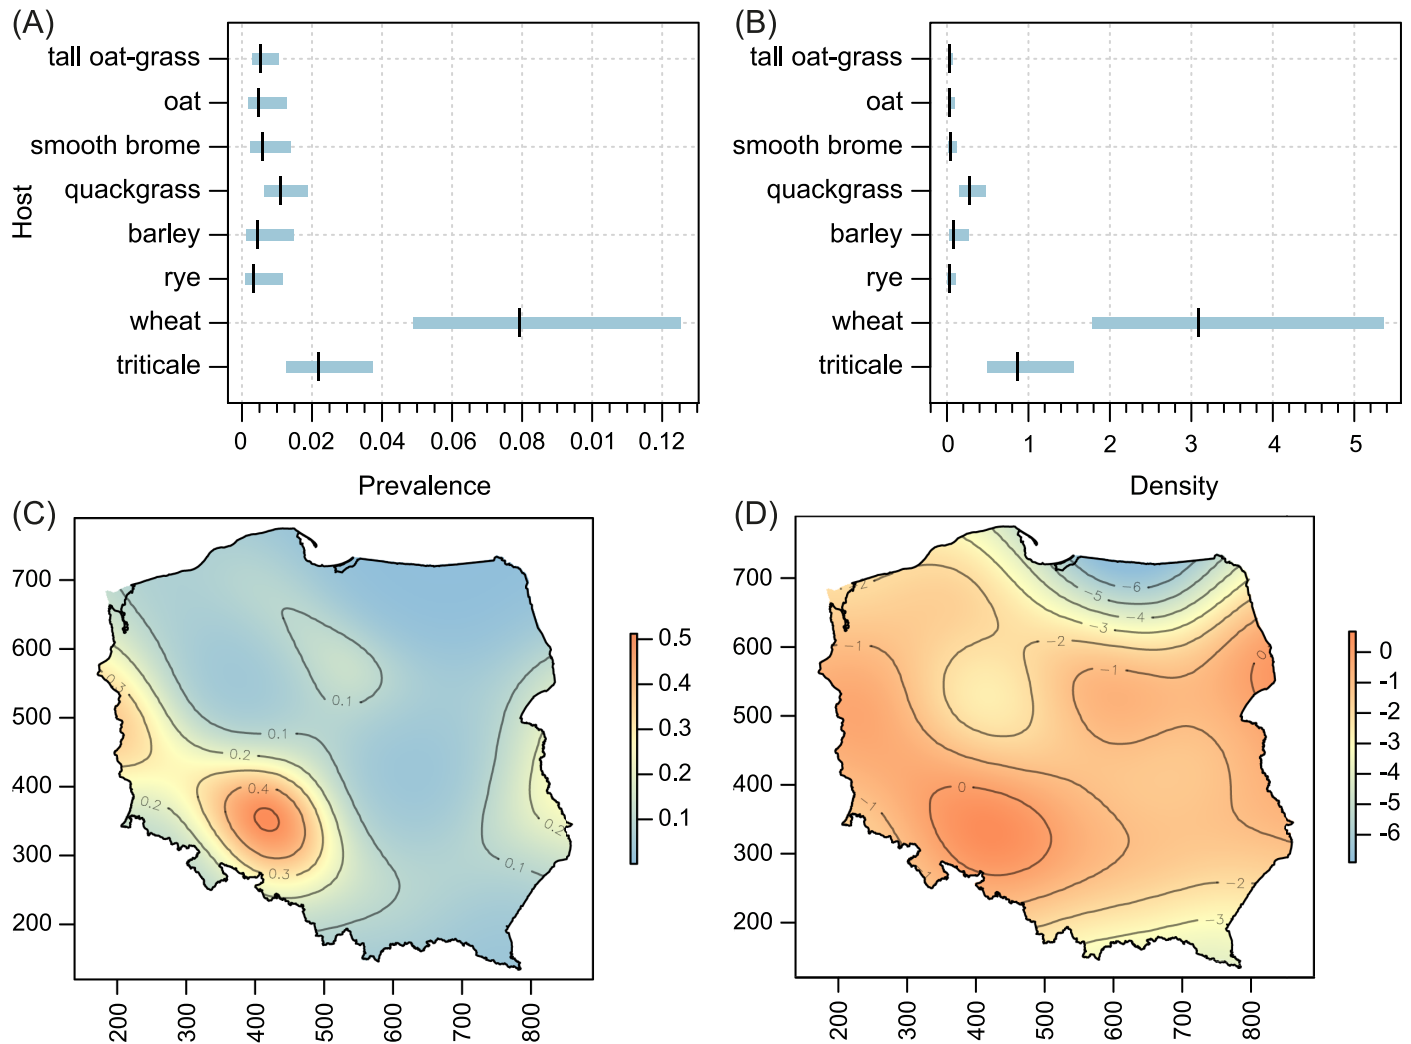 (A)
Host
tall oat-grass
oat
smooth brome
quackgrass
barley
rye
wheat
triticale
0 0.02 0.04 0.06 0.08 0.01 0.12
Prevalence
(B)
tall oat-grass
oat
smooth brome
quackgrass
barley
rye
wheat
triticale
0 1 2 3 4 5
Density
(C)
700
600
500
400
300
200
200 300 400 500 600 700 800
0.3
0.1
0.1
0.2
0.4
0.2
0.3
0.2
0.1
0.5
0.4
0.3
0.2
0.1
(D)
700
600
500
400
300
200
200 300 400 500 600 700 800
-6
-5
-4
-3
-2
-2
-1
-1
0
0
-1
-2
-3
0
-1
-2
-3
-4
-5
-6